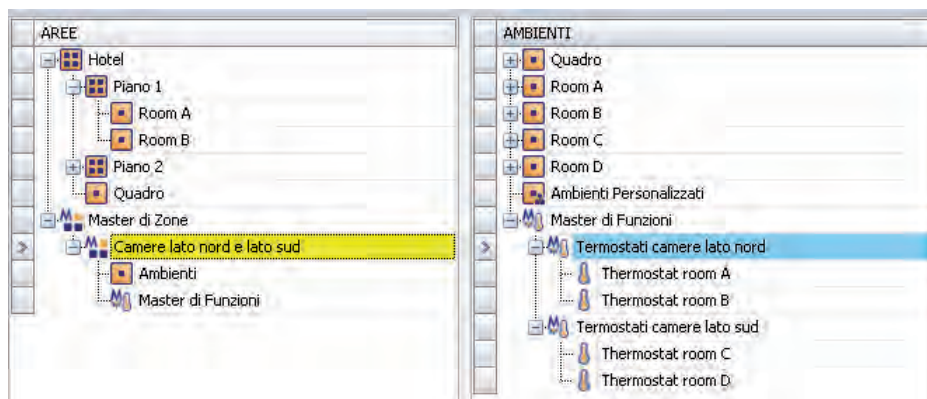 AREE
Hotel
Piano 1
Room A
Room B
Piano 2
Quadro
Master di Zone
Camere lato nord e lato sud
Ambienti
Master di Funzioni
AMBIENTI
Quadro
Room A
Room B
Room C
Room D
Ambienti Personalizzati
Master di Funzioni
Termostati camere lato nord
Thermostat room A
Thermostat room B
Termostati camere lato sud
Thermostat room C
Thermostat room D